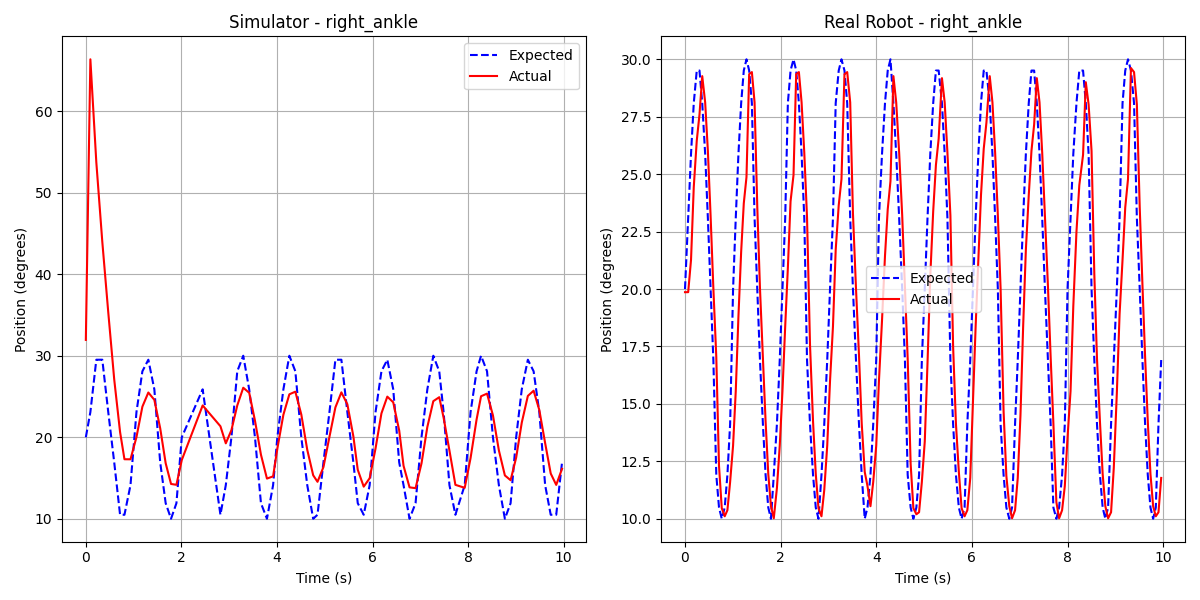 Simulator - right_ankle
Expected
Actual
Position (degrees)
60
50
40
30
20
10
0
2
4
6
8
10
Time (s)
Real Robot - right_ankle
Expected
Actual
Position (degrees)
30.0
27.5
25.0
22.5
20.0
17.5
15.0
12.5
10.0
0
2
4
6
8
10
Time (s)